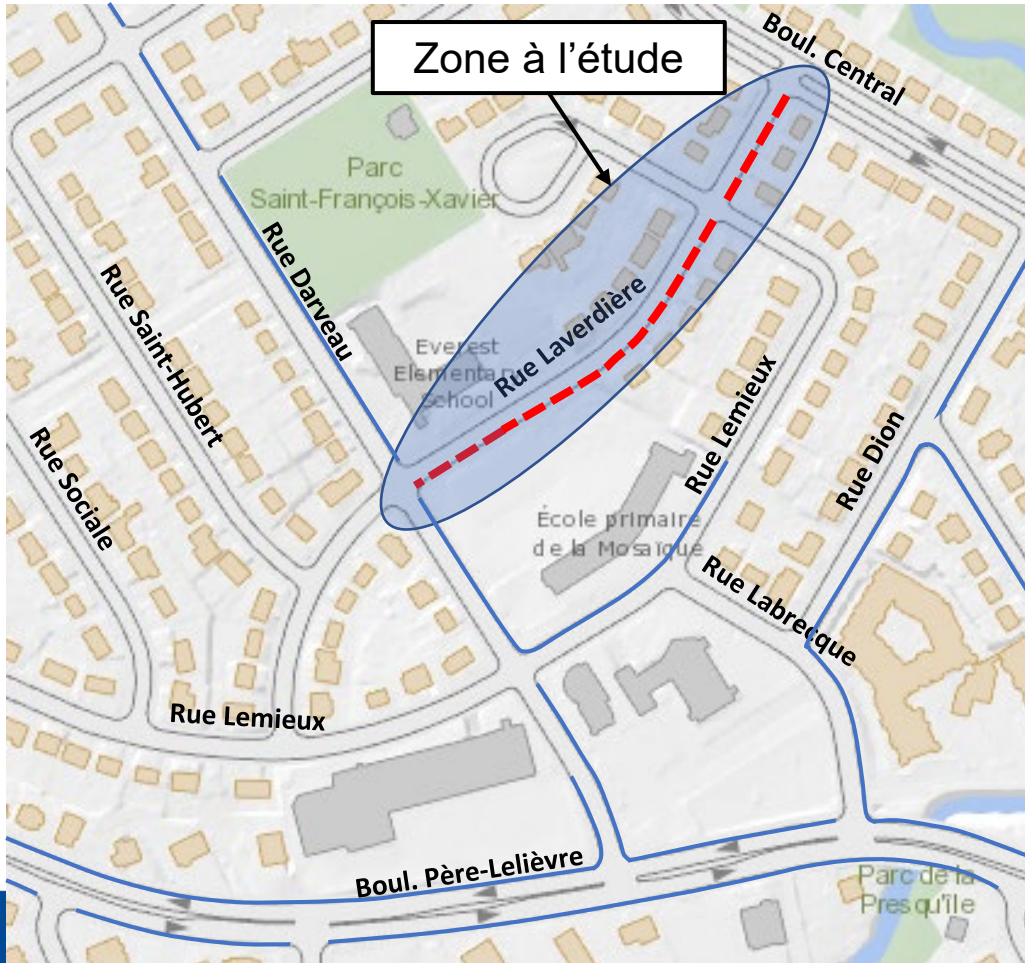 Boul. Central
Zone à l’étude
Parc
Saint-François-Xavier
Rue Darveau
Rue Saint-Hubert
Rue Laverdière
Everest
Elementary
School
Rue Lemieux
Rue Dion
Rue Sociale
École primaire
de la Mosaïque
Rue Labrecque
Rue Lemieux
Boul. Père-Lelièvre
Parc de la
Presqu'île